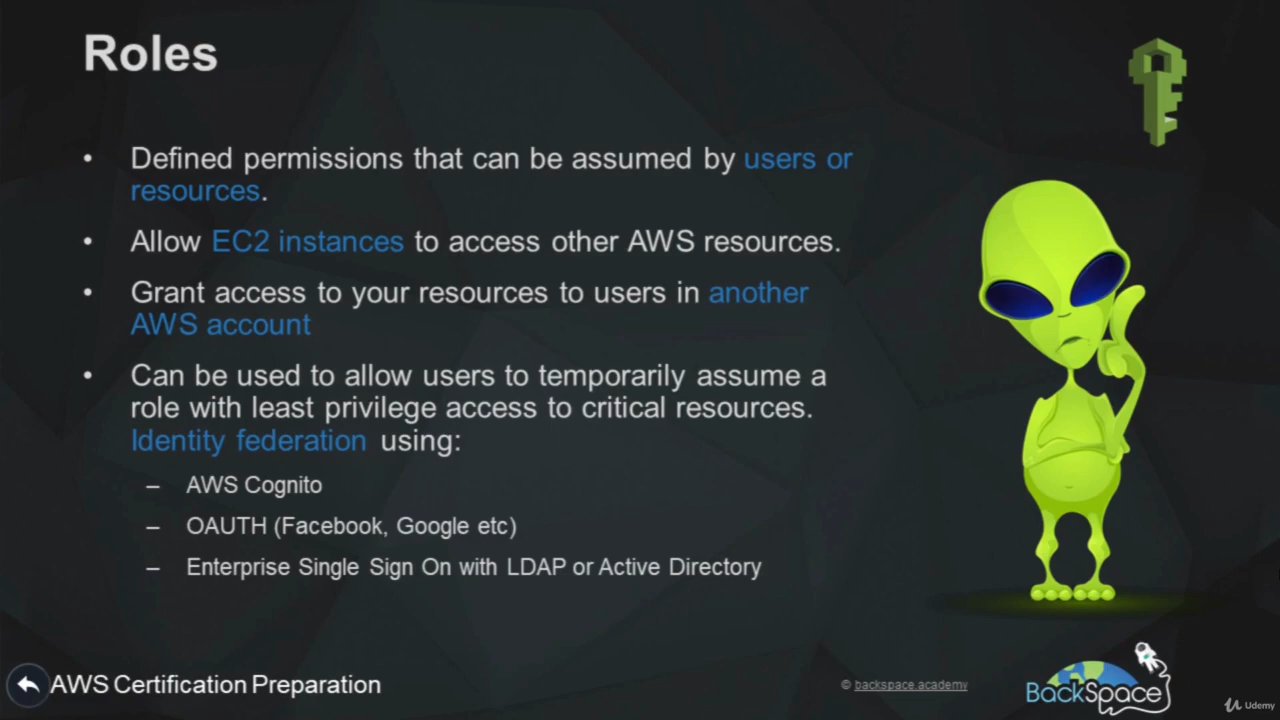 Roles
• Defined permissions that can be assumed by users or
resources.
• Allow EC2 instances to access other AWS resources.
• Grant access to your resources to users in another
AWS account
• Can be used to allow users to temporarily assume a
role with least privilege access to critical resources.
Identity federation using:
– AWS Cognito
– OAUTH (Facebook, Google etc)
– Enterprise Single Sign On with LDAP or Active Directory
AWS Certification Preparation
© backspace.academy
BackSpace
Udemy